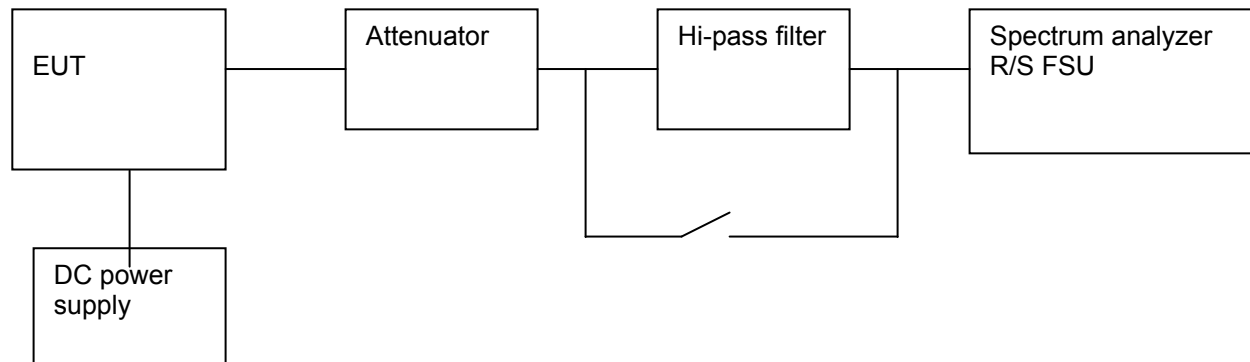 EUT
Attenuator
Hi-pass filter
Spectrum analyzer
R/S FSU
DC power
supply